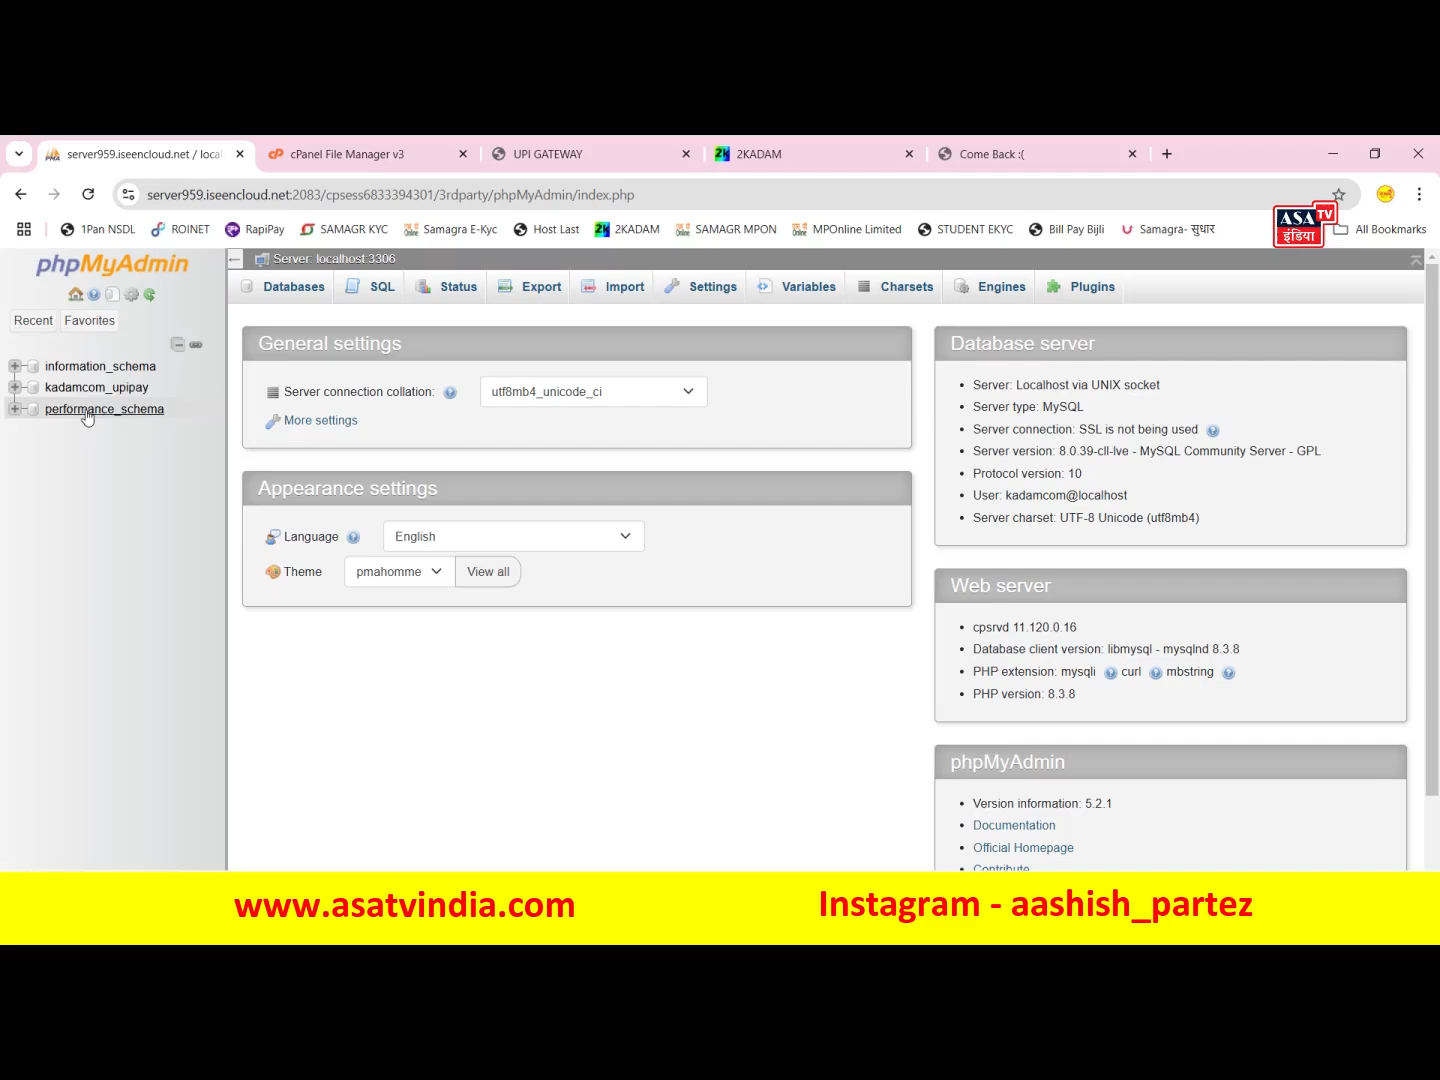 server959.iseencloud.net / local
cPanel File Manager v3
UPI GATEWAY
2KADAM
Come Back :(
server959.iseencloud.net:2083/cpsess6833394301/3rdparty/phpMyAdmin/index.php
1Pan NSDL
ROINET
RapiPay
SAMAGR KYC
Samagra E-Kyc
Host Last
2KADAM
SAMAGR MPON
MPOnline Limited
STUDENT EKYC
Bill Pay Bijli
Samagra- सुधार
All Bookmarks
ASA TV
इंडिया
phpMyAdmin
Recent
Favorites
information_schema
kadamcom_upipay
performance_schema
Server: localhost:3306
Databases
SQL
Status
Export
Import
Settings
Variables
Charsets
Engines
Plugins
General settings
Server connection collation:
utf8mb4_unicode_ci
More settings
Appearance settings
Language
English
Theme
pmahomme
View all
Database server
Server: Localhost via UNIX socket
Server type: MySQL
Server connection: SSL is not being used
Server version: 8.0.39-cll-lve - MySQL Community Server - GPL
Protocol version: 10
User: kadamcom@localhost
Server charset: UTF-8 Unicode (utf8mb4)
Web server
cpsrvd 11.120.0.16
Database client version: libmysql - mysqlnd 8.3.8
PHP extension: mysqli curl mbstring
PHP version: 8.3.8
phpMyAdmin
Version information: 5.2.1
Documentation
Official Homepage
Contribute
www.asatvindia.com
Instagram - aashish_partez